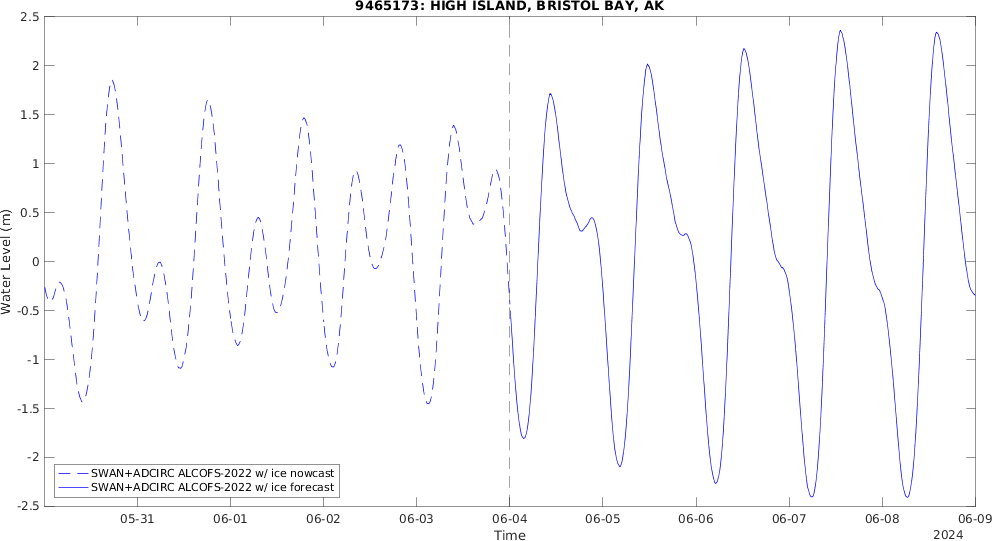 9465173: HIGH ISLAND, BRISTOL BAY, AK
2.5
2
1.5
1
0.5
0
-0.5
-1
-1.5
-2
-2.5
Water Level (m)
SWAN+ADCIRC ALCOFS-2022 w/ ice nowcast
SWAN+ADCIRC ALCOFS-2022 w/ ice forecast
05-31 06-01 06-02 06-03 06-04 06-05 06-06 06-07 06-08 06-09
Time
2024